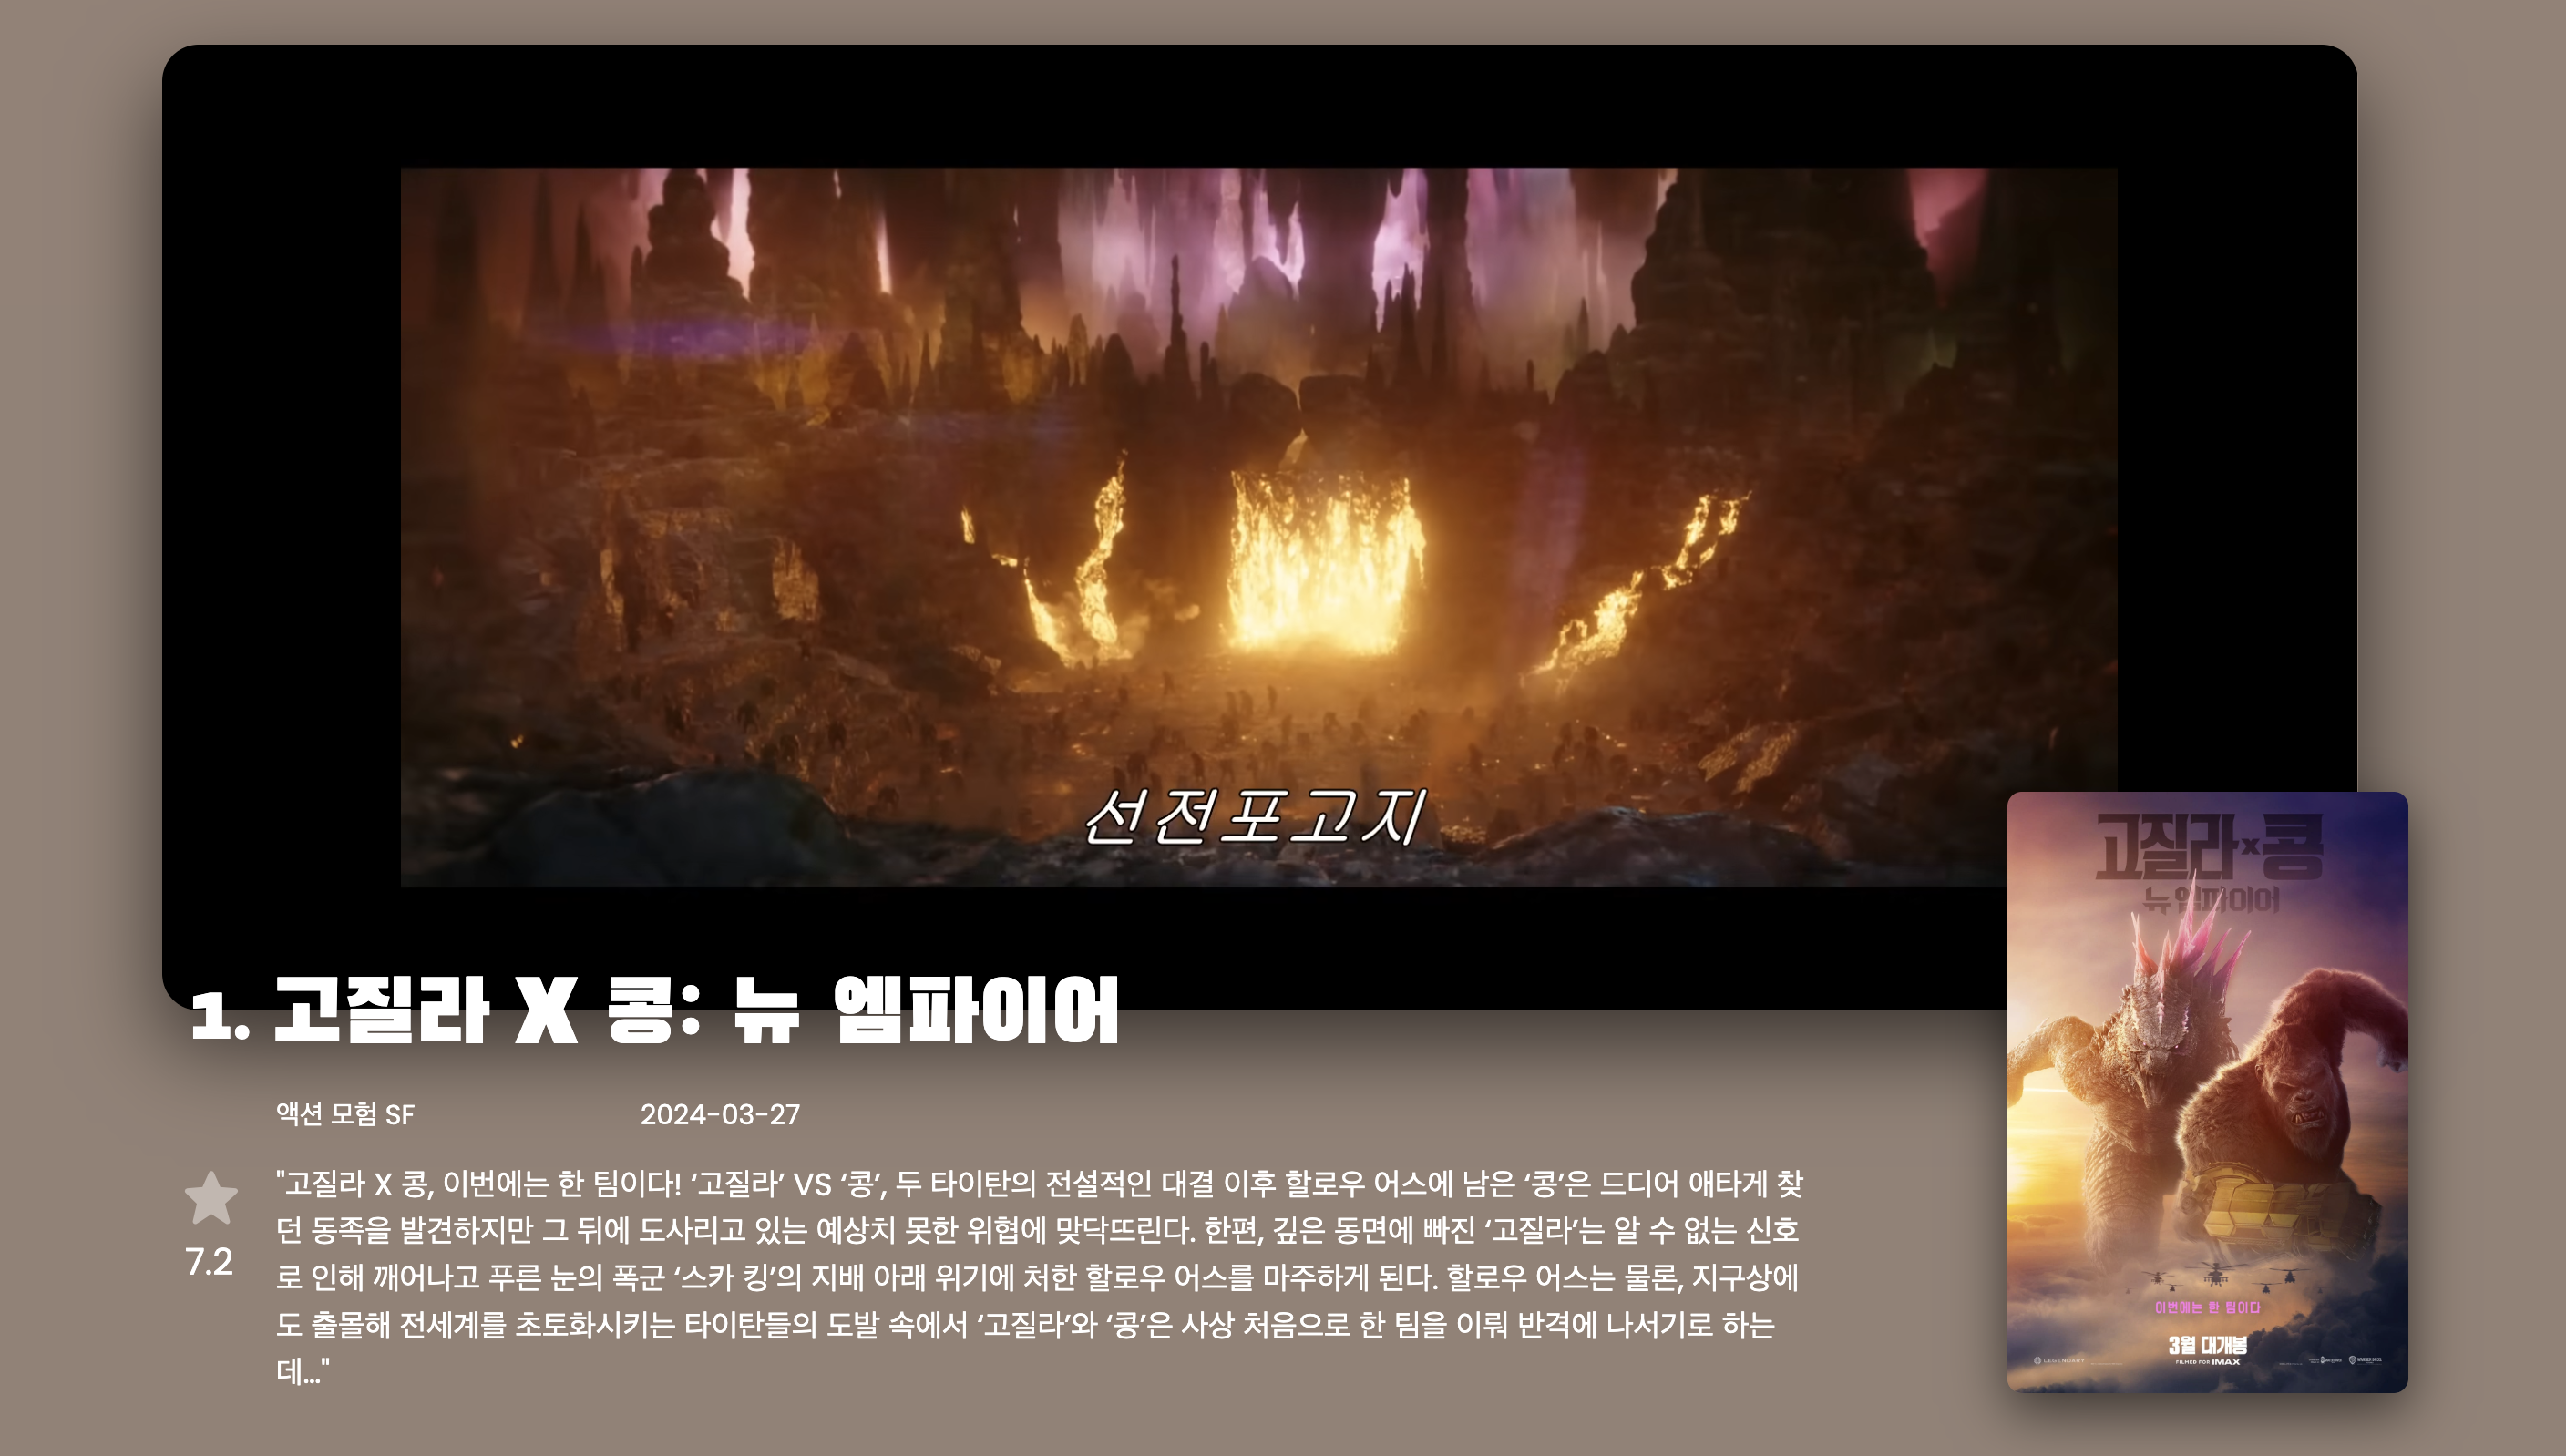 선전포고지
1. 고질라 X 콩: 뉴 엠파이어
액션 모험 SF
2024-03-27
7.2
"고질라 X 콩, 이번에는 한 팀이다! ‘고질라’ VS ‘콩’, 두 타이탄의 전설적인 대결 이후 할로우 어스에 남은 ‘콩’은 드디어 애타게 찾
던 동족을 발견하지만 그 뒤에 도사리고 있는 예상치 못한 위협에 맞닥뜨린다. 한편, 깊은 동면에 빠진 ‘고질라’는 알 수 없는 신호
로 인해 깨어나고 푸른 눈의 폭군 ‘스카 킹’의 지배 아래 위기에 처한 할로우 어스를 마주하게 된다. 할로우 어스는 물론, 지구상에
도 출몰해 전세계를 초토화시키는 타이탄들의 도발 속에서 ‘고질라’와 ‘콩’은 사상 처음으로 한 팀을 이뤄 반격에 나서기로 하는
데..."
고질라 x 콩
뉴 엠파이어
이번에는 한 팀이다
3월 대개봉
FILMED FOR IMAX
LEGENDARY